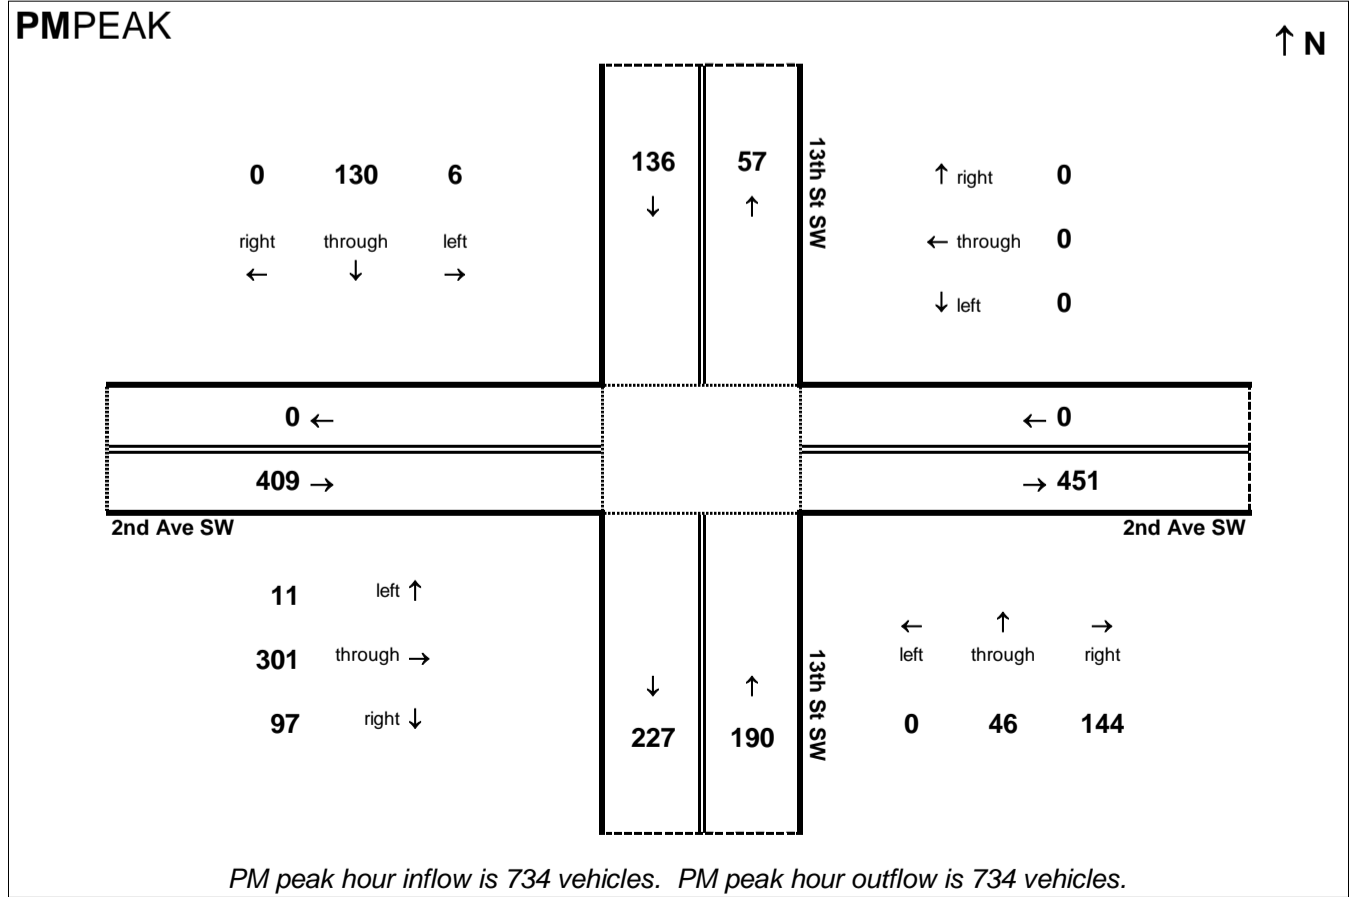 PMPEAK
↑ N
136 57
↓ ↑
13th St SW
0 130 6
right through left
← ↓ →
↑ right 0
← through 0
↓ left 0
0 ←
← 0
409 →
→ 451
2nd Ave SW
2nd Ave SW
11 left ↑
301 through →
97 right ↓
↓ ↑
227 190
13th St SW
← ↑ →
left through right
0 46 144
PM peak hour inflow is 734 vehicles. PM peak hour outflow is 734 vehicles.